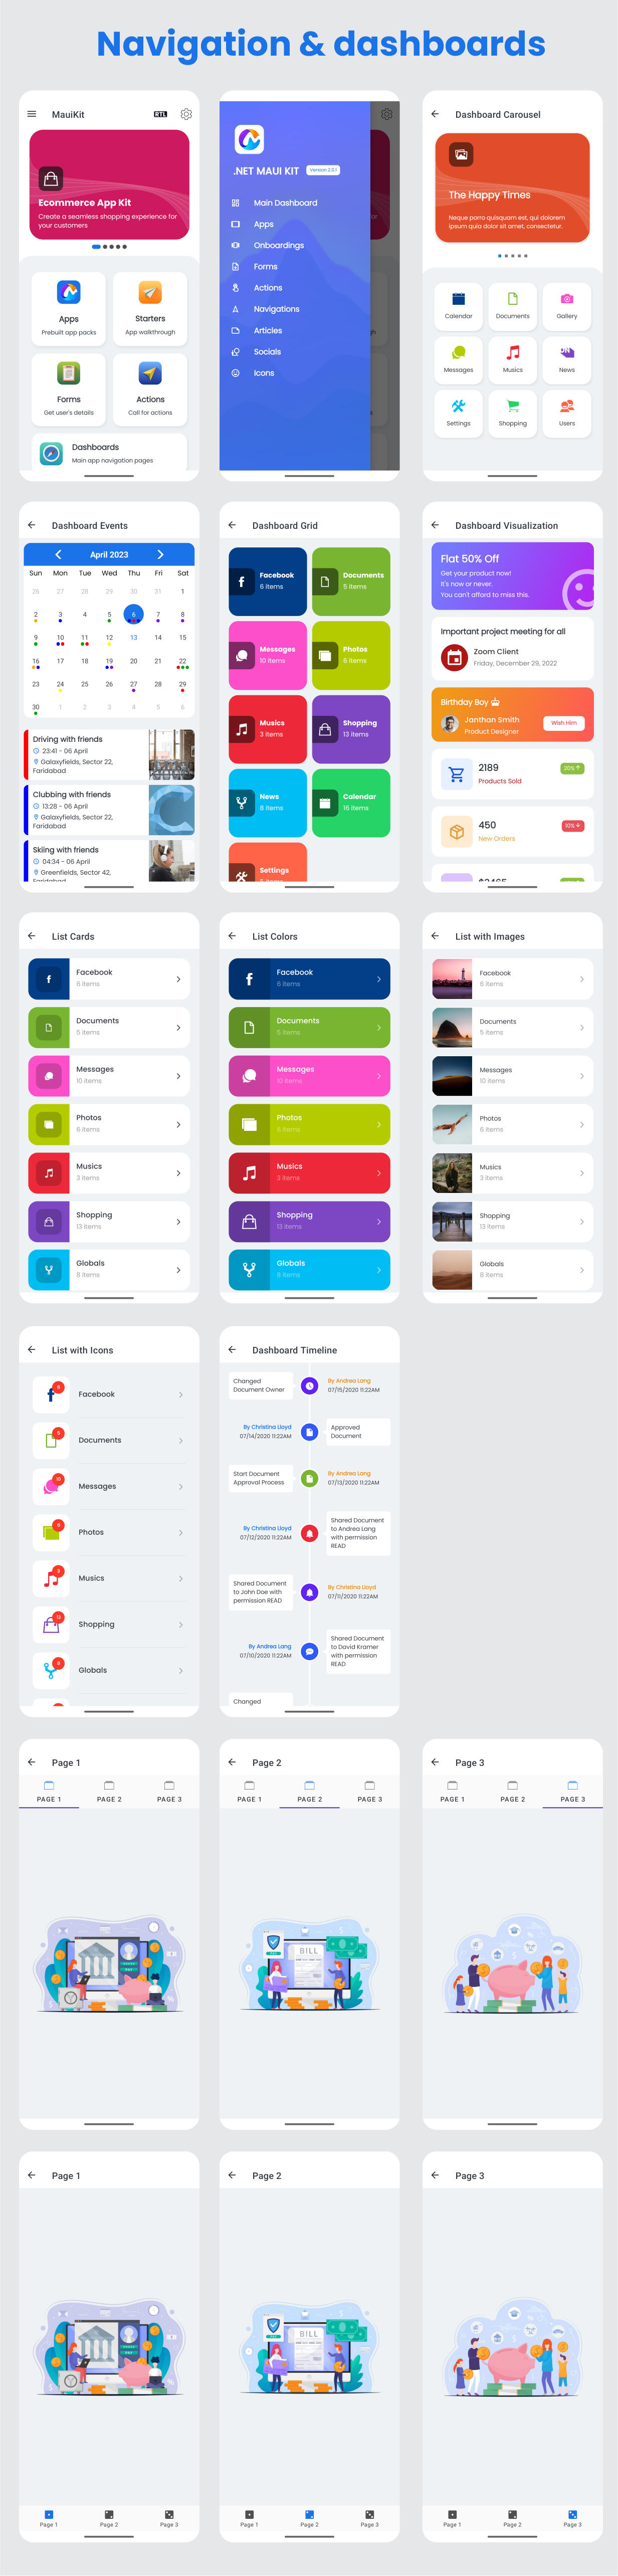 Navigation & dashboards
MauiKit
RTL
Ecommerce App Kit
Create a seamless shopping experience for
your customers
Apps
Prebuilt app packs
Starters
App walkthrough
Forms
Get user's details
Actions
Call for actions
Dashboards
Main app navigation pages
.NET MAUI KIT
Version 2.0.1
Main Dashboard
Apps
Onboardings
Forms
Actions
Navigations
Articles
Socials
Icons
Dashboard Carousel
The Happy Times
Neque porro quisquam est, qui dolorem
ipsum quia dolor sit amet, consectetur.
Calendar
Documents
Gallery
Messages
Musics
News
Settings
Shopping
Users
Dashboard Events
April 2023
Sun Mon Tue Wed Thu Fri Sat
26 27 28 29 30 31 1
2 3 4 5 6 7 8
9 10 11 12 13 14 15
16 17 18 19 20 21 22
23 24 25 26 27 28 29
30 1 2 3 4 5 6
Driving with friends
23:41 - 06 April
Galaxyfields, Sector 22,
Faridabad
Clubbing with friends
13:28 - 06 April
Galaxyfields, Sector 22,
Faridabad
Skiing with friends
04:34 - 06 April
Greenfields, Sector 42,
Faridabad
Dashboard Grid
Facebook
6 items
Documents
5 items
Messages
10 items
Photos
6 items
Musics
3 items
Shopping
13 items
News
8 items
Calendar
16 items
Settings
Dashboard Visualization
Flat 50% Off
Get your product now!
It's now or never.
You can't afford to miss this.
Important project meeting for all
Zoom Client
Friday, December 29, 2022
Birthday Boy
Janthan Smith
Product Designer
Wish Him
2189
Products Sold
20%
450
New Orders
10%
List Cards
Facebook
6 items
Documents
5 items
Messages
10 items
Photos
6 items
Musics
3 items
Shopping
13 items
Globals
8 items
List Colors
Facebook
6 items
Documents
5 items
Messages
10 items
Photos
6 items
Musics
3 items
Shopping
13 items
Globals
8 items
List with Images
Facebook
6 items
Documents
5 items
Messages
10 items
Photos
6 items
Musics
3 items
Shopping
13 items
Globals
8 items
List with Icons
Facebook
Documents
Messages
10
Photos
Musics
Shopping
13
Globals
Dashboard Timeline
Changed
Document Owner
By Andrea Lang
07/15/2020 11:22AM
By Christina Lloyd
07/14/2020 11:22AM
Approved
Document
Start Document
Approval Process
By Andrea Lang
07/13/2020 11:22AM
By Christina Lloyd
07/12/2020 11:22AM
Shared Document
to Andrea Lang
with permission
READ
Shared Document
to John Doe with
permission READ
By Christina Lloyd
07/11/2020 11:22AM
By Andrea Lang
07/10/2020 11:22AM
Shared Document
to David Kramer
with permission
READ
Changed
Page 1
PAGE 1 PAGE 2 PAGE 3
Page 2
PAGE 1 PAGE 2 PAGE 3
BILL
Page 3
PAGE 1 PAGE 2 PAGE 3
Page 1
Page 1 Page 2 Page 3
Page 2
BILL
Page 1 Page 2 Page 3
Page 3
Page 1 Page 2 Page 3